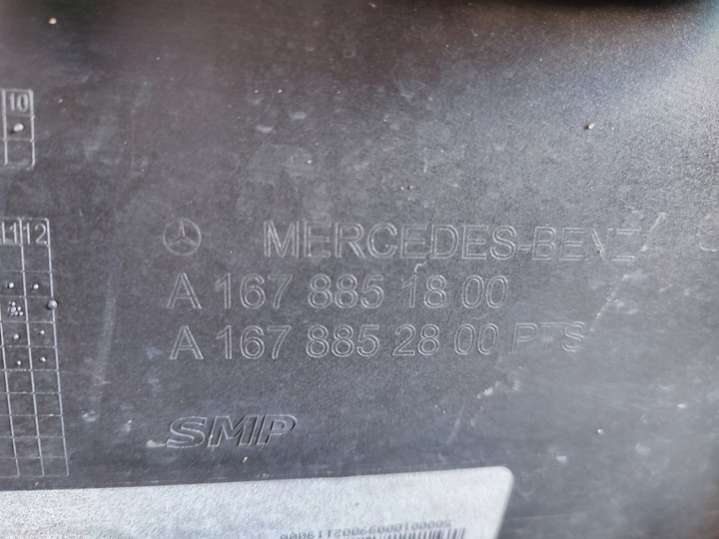 10
11 12
MERCEDES-BENZ
A 167 885 18 00
A 167 885 28 00 PTS
SMP